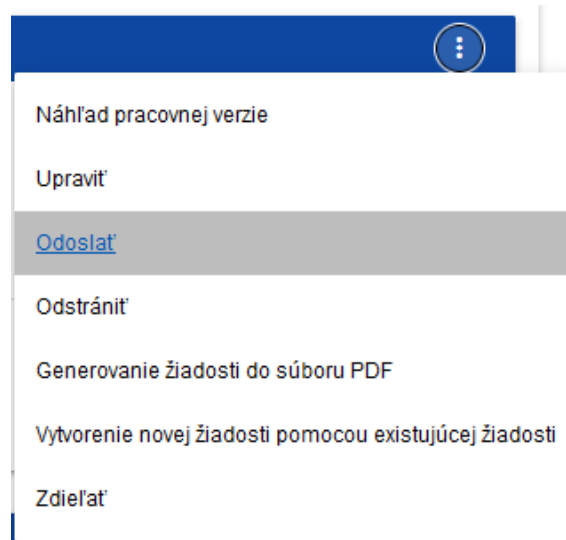 Náhľad pracovnej verzie
Upraviť
Odoslať
Odstrániť
Generovanie žiadosti do súboru PDF
Vytvorenie novej žiadosti pomocou existujúcej žiadosti
Zdieľať